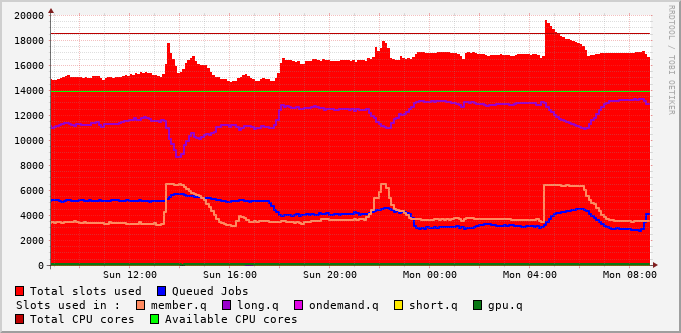 20000
18000
16000
14000
12000
10000
8000
6000
4000
2000
0
Sun 12:00 Sun 16:00 Sun 20:00 Mon 00:00 Mon 04:00 Mon 08:00
RRDTOOL / TOBI OETIKER
Total slots used Queued Jobs
Slots used in : member.q long.q ondemand.q short.q gpu.q
Total CPU cores Available CPU cores